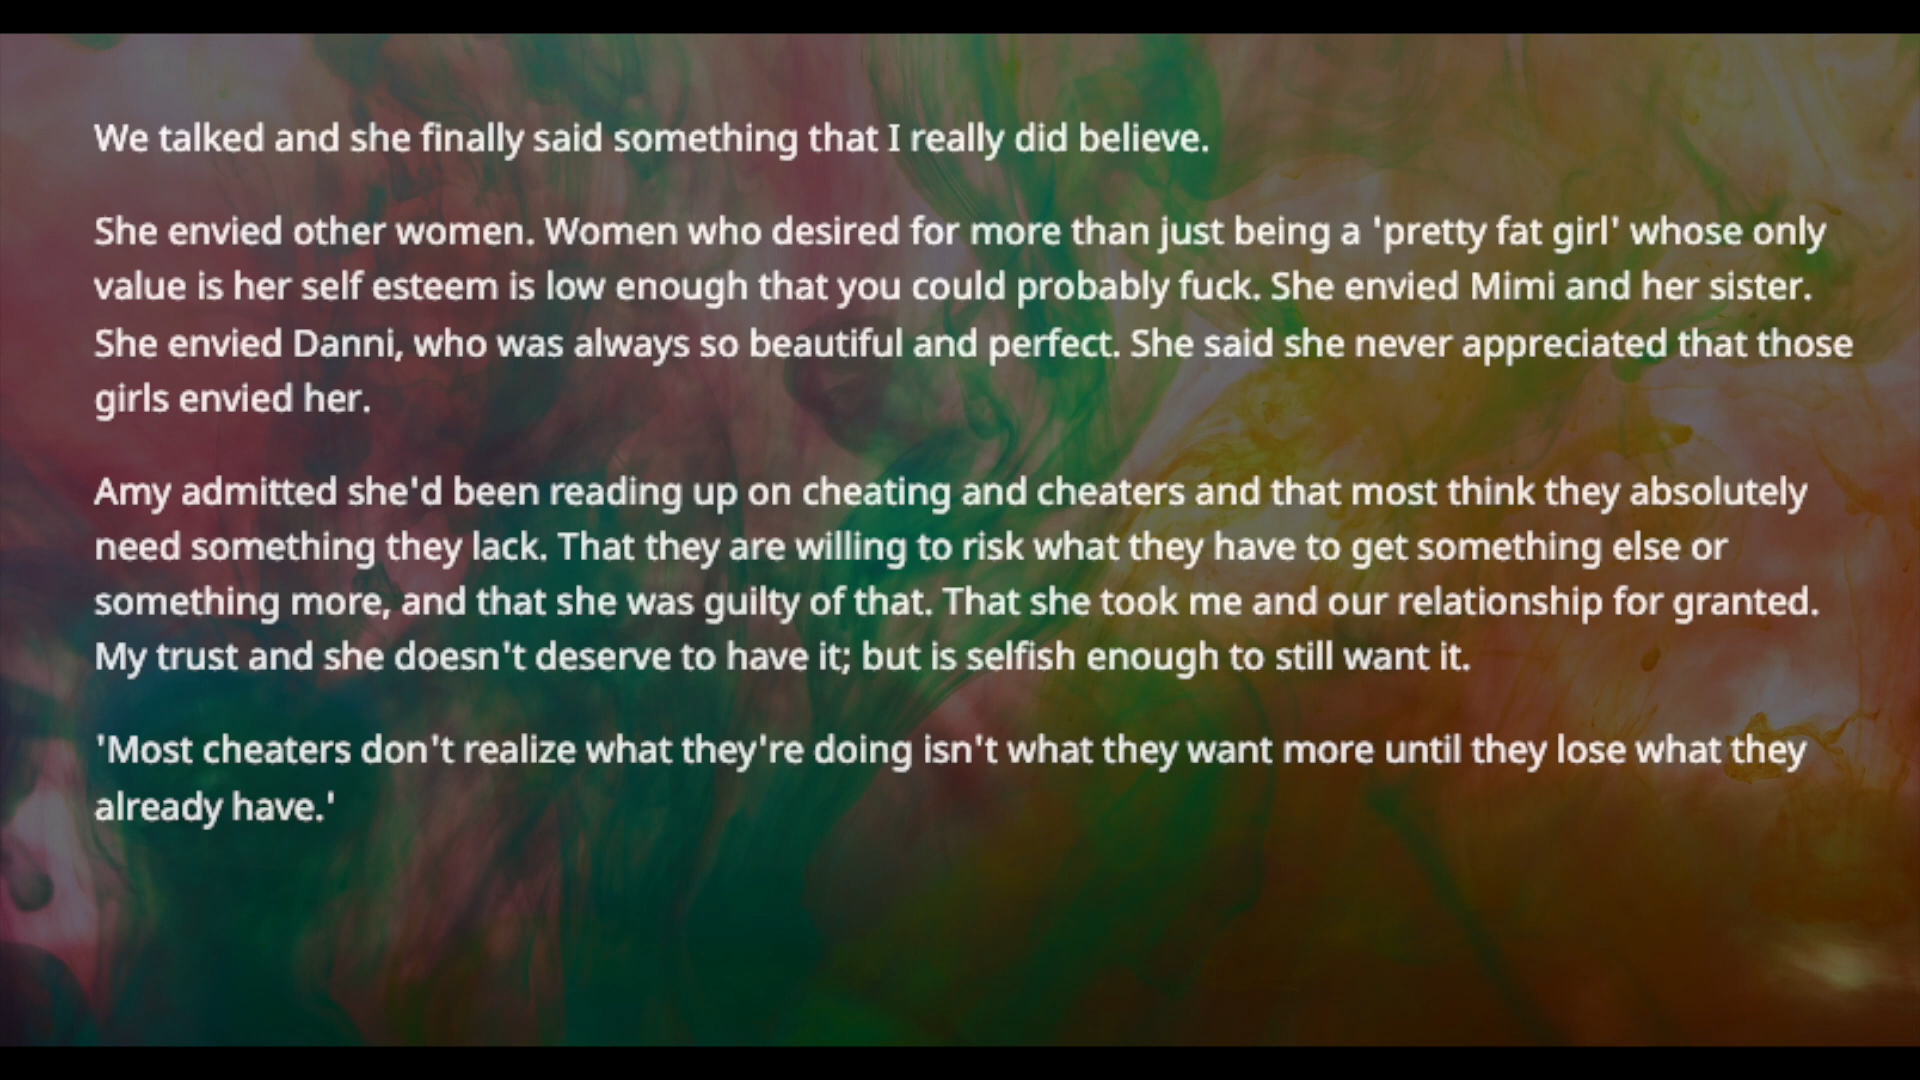 We talked and she finally said something that I really did believe.
She envied other women. Women who desired for more than just being a 'pretty fat girl' whose only
value is her self esteem is low enough that you could probably fuck. She envied Mimi and her sister.
She envied Danni, who was always so beautiful and perfect. She said she never appreciated that those
girls envied her.
Amy admitted she'd been reading up on cheating and cheaters and that most think they absolutely
need something they lack. That they are willing to risk what they have to get something else or
something more, and that she was guilty of that. That she took me and our relationship for granted.
My trust and she doesn't deserve to have it; but is selfish enough to still want it.
'Most cheaters don't realize what they're doing isn't what they want more until they lose what they
already have.'